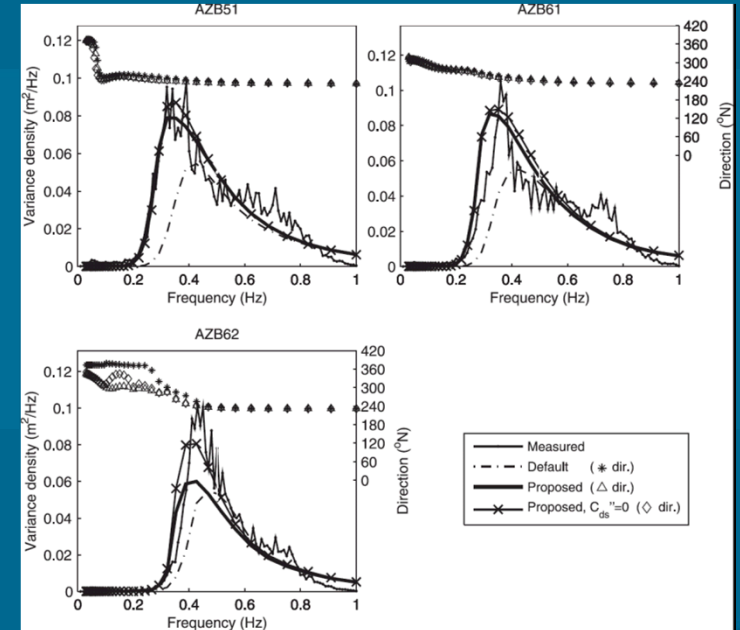 AZB51
0.12
0.1
0.08
0.06
0.04
0.02
0
Variance density (m²/Hz)
0 0.2 0.4 0.6 0.8 1
Frequency (Hz)
AZB61
0.12
0.1
0.08
0.06
0.04
0.02
0
0 0.2 0.4 0.6 0.8 1
Frequency (Hz)
420
360
300
240
180
120
60
0
Direction (°N)
AZB62
0.12
0.1
0.08
0.06
0.04
0.02
0
Variance density (m²/Hz)
0 0.2 0.4 0.6 0.8 1
Frequency (Hz)
420
360
300
240
180
120
60
0
Direction (°N)
Measured
Default (* dir.)
Proposed (△ dir.)
Proposed, C_ds"=0 (◇ dir.)